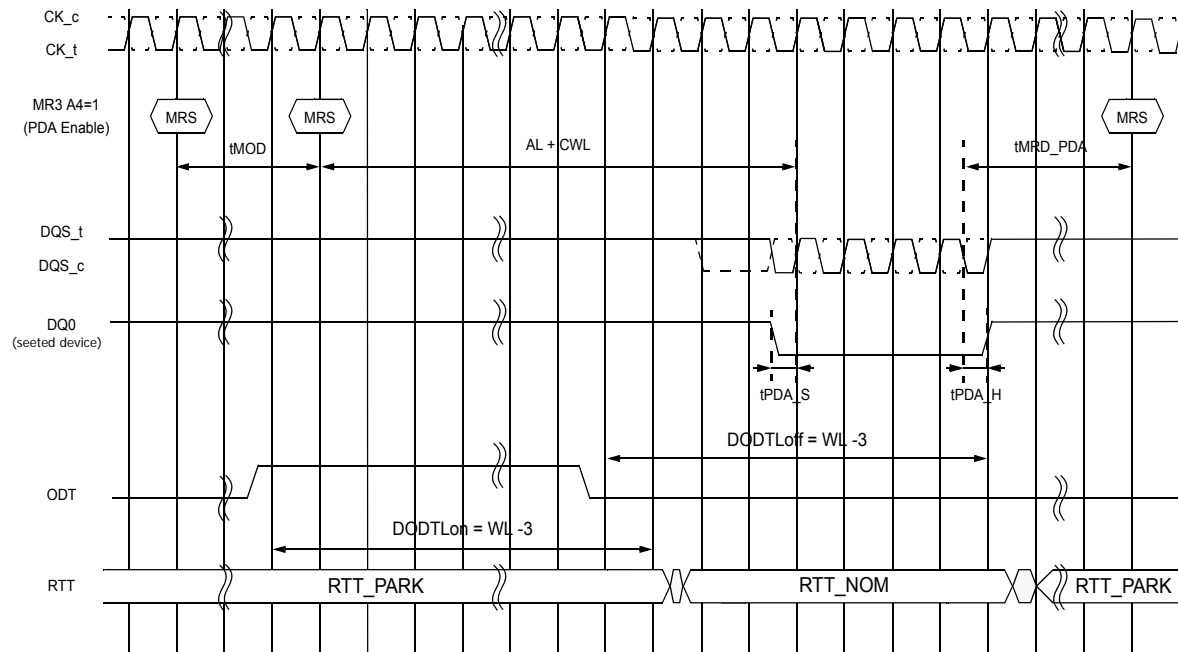 CK_c
CK_t
MR3 A4=1
(PDA Enable)
MRS
MRS
MRS
tMOD
AL + CWL
tMRD_PDA
DQS_t
DQS_c
DQ0
(seeted device)
tPDA_S
tPDA_H
DODTLoff = WL -3
ODT
DODTLon = WL -3
RTT
RTT_PARK
RTT_NOM
RTT_PARK